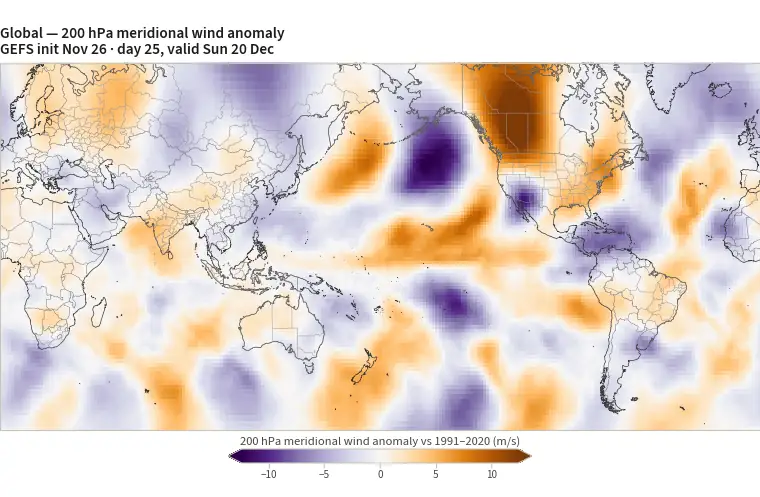 Global — 200 hPa meridional wind anomaly
GEFS init Nov 26 · day 25, valid Sun 20 Dec
200 hPa meridional wind anomaly vs 1991–2020 (m/s)
−10 −5 0 5 10